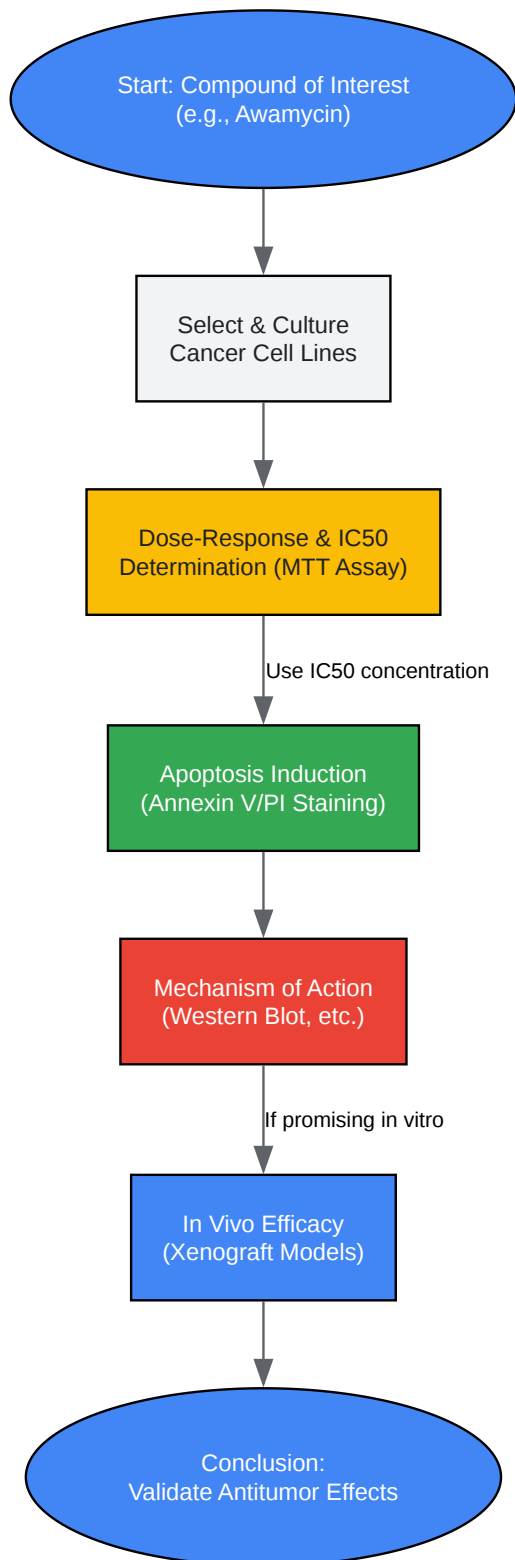 Start: Compound of Interest
(e.g., Awamycin)
Select & Culture
Cancer Cell Lines
Dose-Response & IC50
Determination (MTT Assay)
Use IC50 concentration
Apoptosis Induction
(Annexin V/PI Staining)
Mechanism of Action
(Western Blot, etc.)
If promising in vitro
In Vivo Efficacy
(Xenograft Models)
Conclusion:
Validate Antitumor Effects